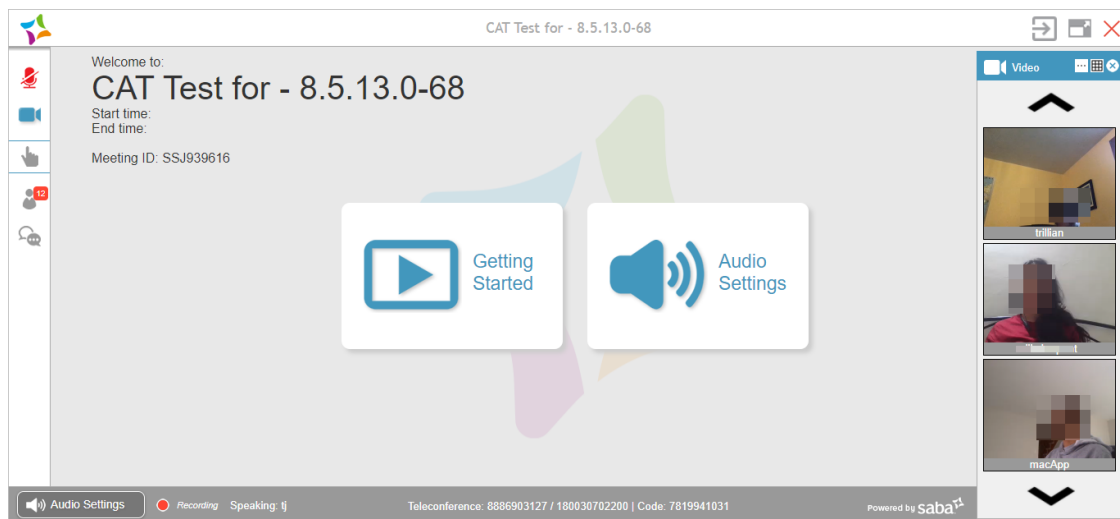 CAT Test for - 8.5.13.0-68
Welcome to:
CAT Test for - 8.5.13.0-68
Start time:
End time:
Meeting ID: SSJ939616
12
Getting
Started
Audio
Settings
Video
trillian
macApp
Audio Settings
Recording
Speaking: tj
Teleconference: 8886903127 / 180030702200 | Code: 7819941031
Powered by saba